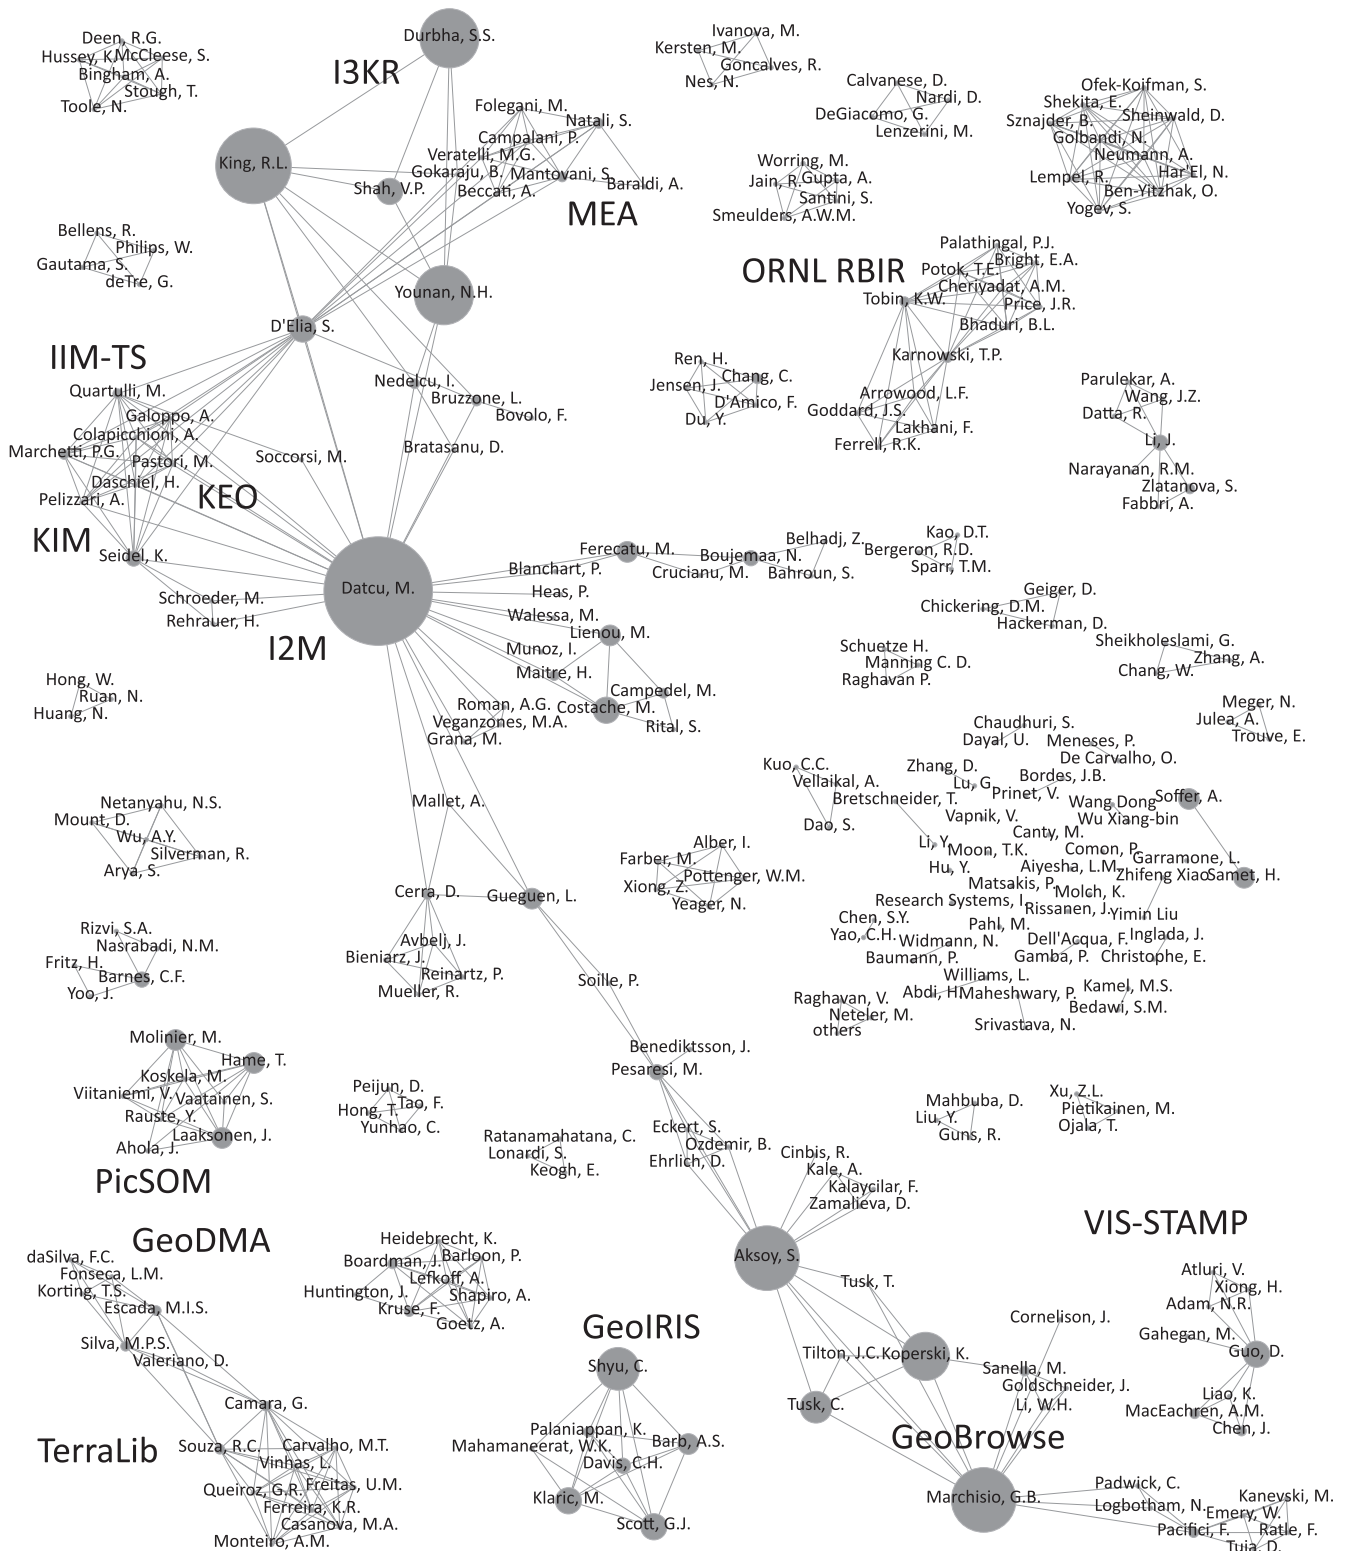 Durbha, S.S.
I3KR
Deen, R.G.
Hussey, K.
McCleese, S.
Bingham, A.
Stough, T.
Toole, N.
Ivanova, M.
Kersten, M.
Goncalves, R.
Nes, N.
Calvanese, D.
Nardi, D.
DeGiacomo, G.
Lenzerini, M.
Ofek-Koifman, S.
Shekita, E.
Sheinwald, D.
Sznajder, B.
Golbandi, N.
Neumann, A.
Har'El, N.
Lempel, R.
Ben-Yitzhak, O.
Yogev, S.
King, R.L.
Shah, V.P.
Folegani, M.
Natali, S.
Campalani, P.
Veratelli, M.G.
Gokaraju, B.
Mantovani, S.
Beccati, A.
Baraldi, A.
MEA
Worring, M.
Jain, R.
Gupta, A.
Santini, S.
Smeulders, A.W.M.
Bellens, R.
Philips, W.
Gautama, S.
deTre, G.
Younan, N.H.
D'Elia, S.
ORNL RBIR
Palathingal, P.J.
Bright, E.A.
Potok, T.E.
Cheriyadat, A.M.
Tobin, K.W.
Price, J.R.
Bhaduri, B.L.
Karnowski, T.P.
Arrowood, L.F.
Goddard, J.S.
Lakhani, F.
Ferrell, R.K.
IIM-TS
Quartulli, M.
Galoppo, A.
Colapicchioni, A.
Marchetti, P.G.
Pastori, M.
Daschiel, H.
Pelizzari, A.
KEO
KIM
Seidel, K.
Nedelcu, I.
Bruzzone, L.
Bovolo, F.
Soccorsi, M.
Bratasanu, D.
Ren, H.
Chang, C.
Jensen, J.
D'Amico, F.
Du, Y.
Parulekar, A.
Wang, J.Z.
Datta, R.
Li, J.
Narayanan, R.M.
Zlatanova, S.
Fabbri, A.
Schroeder, M.
Rehrauer, H.
Datcu, M.
I2M
Ferecatu, M.
Blanchart, P.
Boujemaa, N.
Crucianu, M.
Belhadj, Z.
Bahroun, S.
Heas, P.
Walessa, M.
Lienou, M.
Munoz, I.
Maitre, H.
Campedel, M.
Costache, M.
Rital, S.
Roman, A.G.
Veganzones, M.A.
Grana, M.
Kao, D.T.
Bergeron, R.D.
Sparr, T.M.
Geiger, D.
Chickering, D.M.
Hackerman, D.
Schuetze H.
Manning C. D.
Raghavan P.
Sheikholeslami, G.
Zhang, A.
Chang, W.
Hong, W.
Ruan, N.
Huang, N.
Meger, N.
Julea, A.
Trouve, E.
Chaudhuri, S.
Dayal, U.
Meneses, P.
De Carvalho, O.
Kuo, C.C.
Vellaikal, A.
Dao, S.
Bretschneider, T.
Zhang, D.
Lu, G.
Bordes, J.B.
Prinet, V.
Wang Dong
Wu Xiang-bin
Soffer, A.
Vapnik, V.
Canty, M.
Li, Y.
Moon, T.K.
Comon, P.
Hu, Y.
Aiyesha, L.M.
Garramone, L.
Zhifeng Xiao
Samet, H.
Matsakis, P.
Molch, K.
Research Systems, I.
Rissanen, J.
Yimin Liu
Chen, S.Y.
Yao, C.H.
Pahl, M.
Widmann, N.
Baumann, P.
Dell'Acqua, F.
Gamba, P.
Inglada, J.
Christophe, E.
Williams, L.
Abdi, H.
Maheshwary, P.
Srivastava, N.
Kamel, M.S.
Bedawi, S.M.
Raghavan, V.
Neteler, M.
others
Netanyahu, N.S.
Mount, D.
Wu, A.Y.
Silverman, R.
Arya, S.
Mallet, A.
Alber, I.
Farber, M.
Pottenger, W.M.
Xiong, Z.
Yeager, N.
Cerra, D.
Gueguen, L.
Avbelj, J.
Bieniarz, J.
Reinartz, P.
Mueller, R.
Soille, P.
Rizvi, S.A.
Nasrabadi, N.M.
Fritz, H.
Barnes, C.F.
Yoo, J.
Molinier, M.
Hame, T.
Koskela, M.
Viitaniemi, V.
Vaatainen, S.
Rauste, Y.
Laaksonen, J.
Ahola, J.
PicSOM
Peijun, D.
Tao, F.
Hong, T.
Yunhao, C.
Benediktsson, J.
Pesaresi, M.
Ratanamahatana, C.
Lonardi, S.
Keogh, E.
Eckert, S.
Ozdemir, B.
Ehrlich, D.
Mahbuba, D.
Liu, Y.
Guns, R.
Xu, Z.L.
Pietikainen, M.
Ojala, T.
Cinbis, R.
Kale, A.
Kalaycilar, F.
Zamalieva, D.
Aksoy, S.
GeoDMA
daSilva, F.C.
Fonseca, L.M.
Korting, T.S.
Escada, M.I.S.
Silva, M.P.S.
Valeriano, D.
Heidebrecht, K.
Boardman, J.
Barloon, P.
Lefkoff, A.
Huntington, J.
Shapiro, A.
Kruse, F.
Goetz, A.
VIS-STAMP
Atluri, V.
Xiong, H.
Adam, N.R.
Gahegan, M.
Guo, D.
Liao, K.
MacEachren, A.M.
Chen, J.
Tusk, T.
Tilton, J.C.
Koperski, K.
Tusk, C.
Cornelison, J.
Sanella, M.
Goldschneider, J.
Li, W.H.
GeoBrowse
Marchisio, G.B.
Padwick, C.
Logbotham, N.
Kanevski, M.
Emery, W.
Pacifici, F.
Ratle, F.
Tuia, D.
GeoIRIS
Shyu, C.
Palaniappan, K.
Mahamaneerat, W.K.
Barb, A.S.
Davis, C.H.
Klaric, M.
Scott, G.J.
TerraLib
Camara, G.
Souza, R.C.
Carvalho, M.T.
Vinhas, L.
Queiroz, G.R.
Freitas, U.M.
Ferreira, K.R.
Casanova, M.A.
Monteiro, A.M.